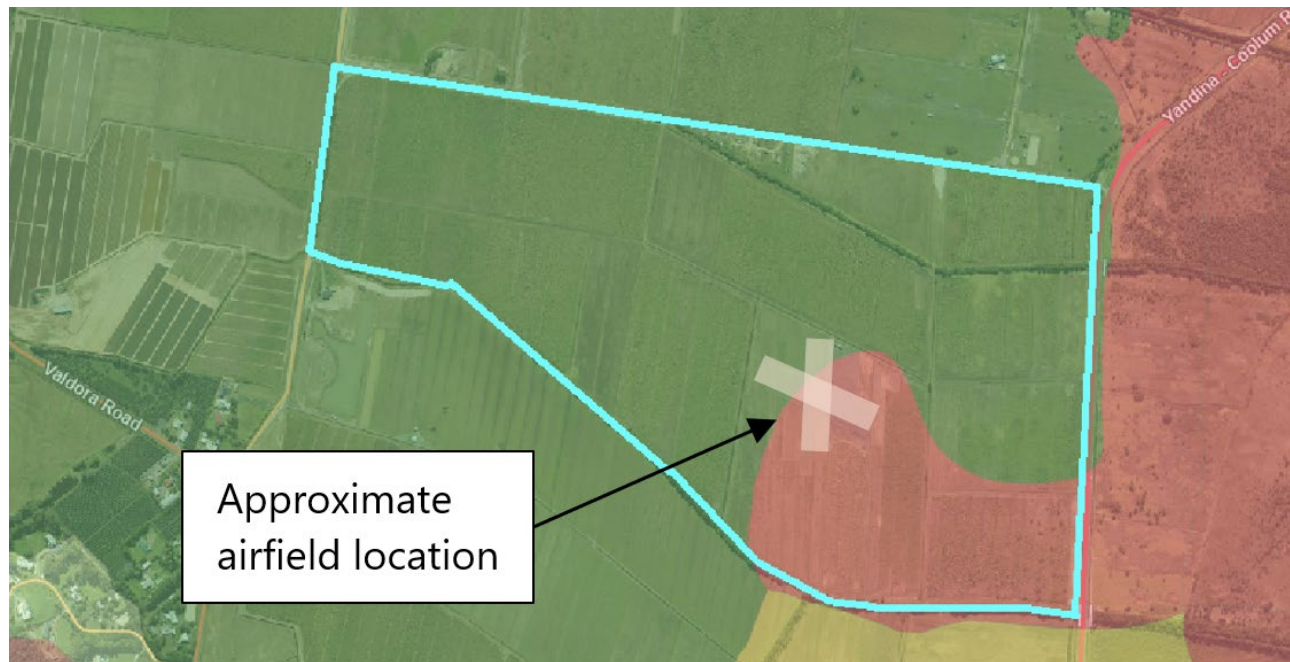 Yandina - Coolum R
Valdora Road
Approximate
airfield location